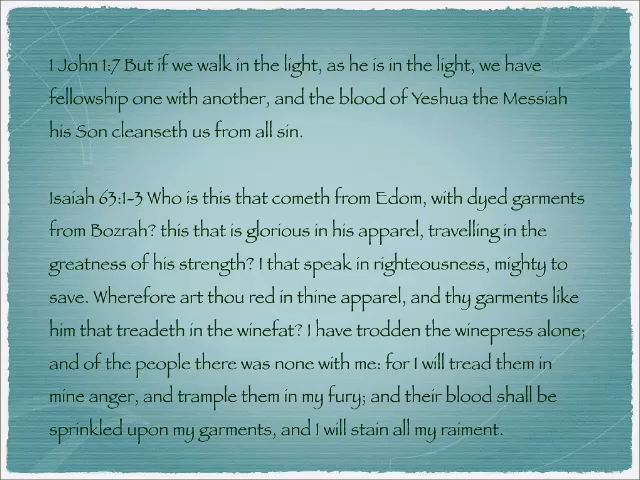 1 John 1:7 But if we walk in the light, as he is in the light, we have
fellowship one with another, and the blood of Yeshua the Messiah
his Son cleanseth us from all sin.
Isaiah 63:1-3 Who is this that cometh from Edom, with dyed garments
from Bozrah? this that is glorious in his apparel, travelling in the
greatness of his strength? I that speak in righteousness, mighty to
save. Wherefore art thou red in thine apparel, and thy garments like
him that treadeth in the winefat? I have trodden the winepress alone;
and of the people there was none with me: for I will tread them in
mine anger, and trample them in my fury; and their blood shall be
sprinkled upon my garments, and I will stain all my raiment.